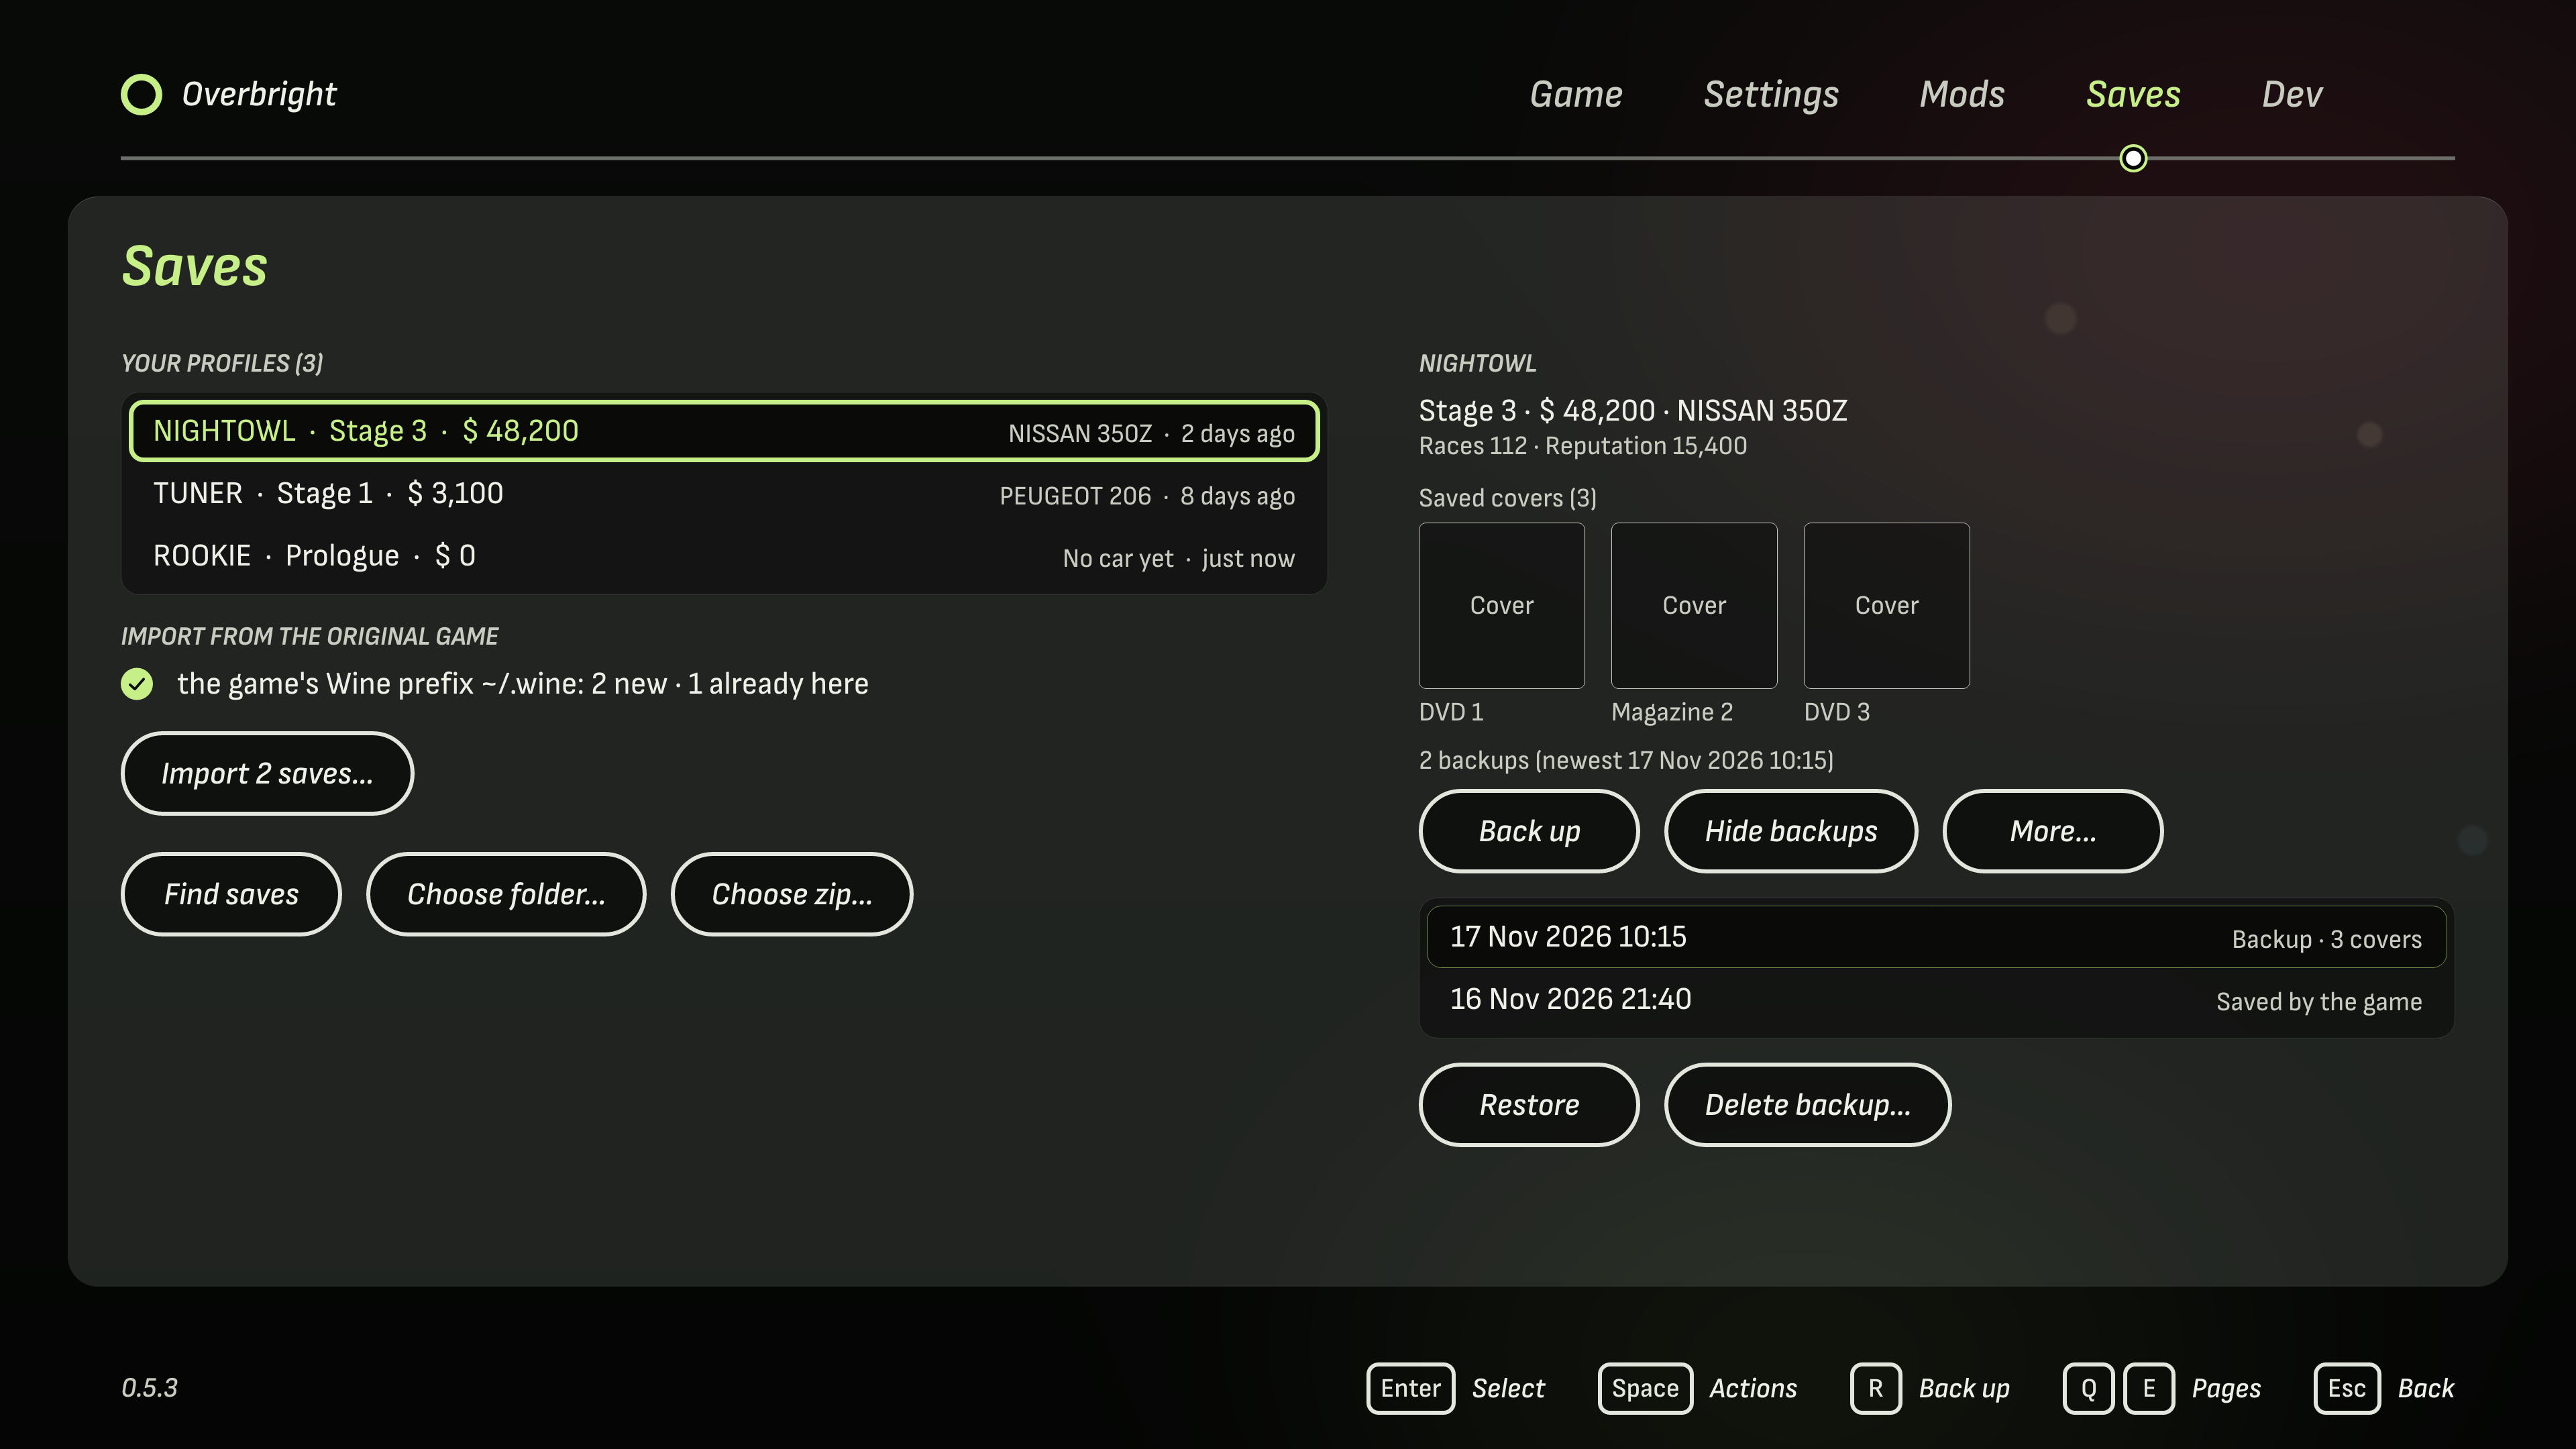 Overbright
Game Settings Mods Saves Dev
Saves
YOUR PROFILES (3)
NIGHTOWL · Stage 3 · $ 48,200 NISSAN 350Z · 2 days ago
TUNER · Stage 1 · $ 3,100 PEUGEOT 206 · 8 days ago
ROOKIE · Prologue · $ 0 No car yet · just now
IMPORT FROM THE ORIGINAL GAME
the game's Wine prefix ~/.wine: 2 new · 1 already here
Import 2 saves...
Find saves Choose folder... Choose zip...
NIGHTOWL
Stage 3 · $ 48,200 · NISSAN 350Z
Races 112 · Reputation 15,400
Saved covers (3)
Cover Cover Cover
DVD 1 Magazine 2 DVD 3
2 backups (newest 17 Nov 2026 10:15)
Back up Hide backups More...
17 Nov 2026 10:15 Backup · 3 covers
16 Nov 2026 21:40 Saved by the game
Restore Delete backup...
0.5.3
Enter Select Space Actions R Back up Q E Pages Esc Back